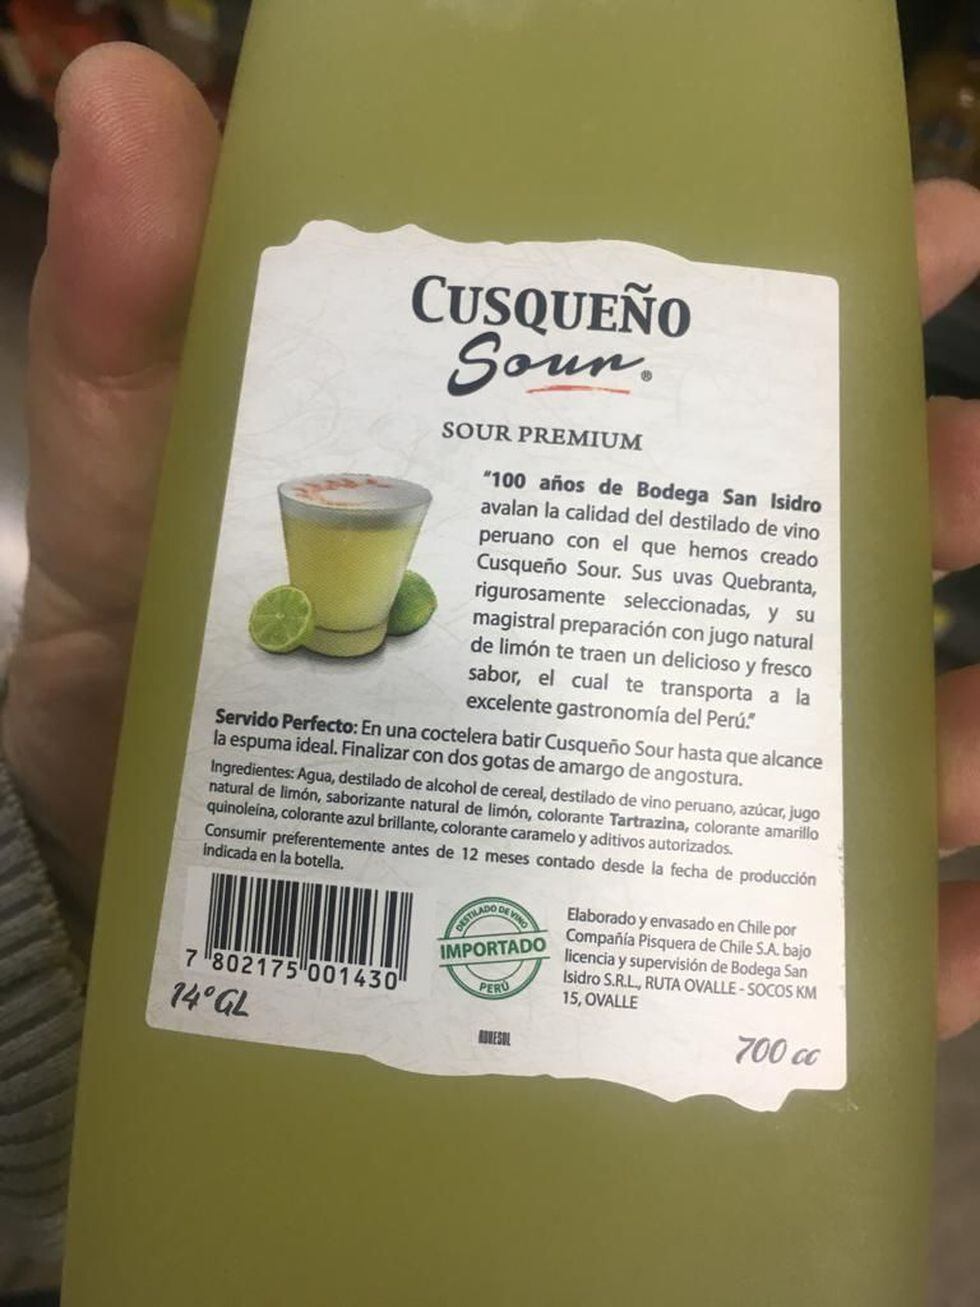 CUSQUEÑO
Sour®
SOUR PREMIUM
"100 años de Bodega San Isidro
avalan la calidad del destilado de vino
peruano con el que hemos creado
Cusqueño Sour. Sus uvas Quebranta,
rigurosamente seleccionadas, y su
magistral preparación con jugo natural
de limón te traen un delicioso y fresco
sabor, el cual te transporta a la
excelente gastronomía del Perú."
Servido Perfecto: En una coctelera batir Cusqueño Sour hasta que alcance
la espuma ideal. Finalizar con dos gotas de amargo de angostura.
Ingredientes: Agua, destilado de alcohol de cereal, destilado de vino peruano, azúcar, jugo
natural de limón, saborizante natural de limón, colorante Tartrazina, colorante amarillo
quinoleína, colorante azul brillante, colorante caramelo y aditivos autorizados.
Consumir preferentemente antes de 12 meses contado desde la fecha de producción
indicada en la botella.
7 802175 001430
14° GL
DESTILADO DE VINO
IMPORTADO
PERÚ
Elaborado y envasado en Chile por
Compañía Pisquera de Chile S.A. bajo
licencia y supervisión de Bodega San
Isidro S.R.L., RUTA OVALLE - SOCOS KM
15, OVALLE
ADHESOL
700 cc